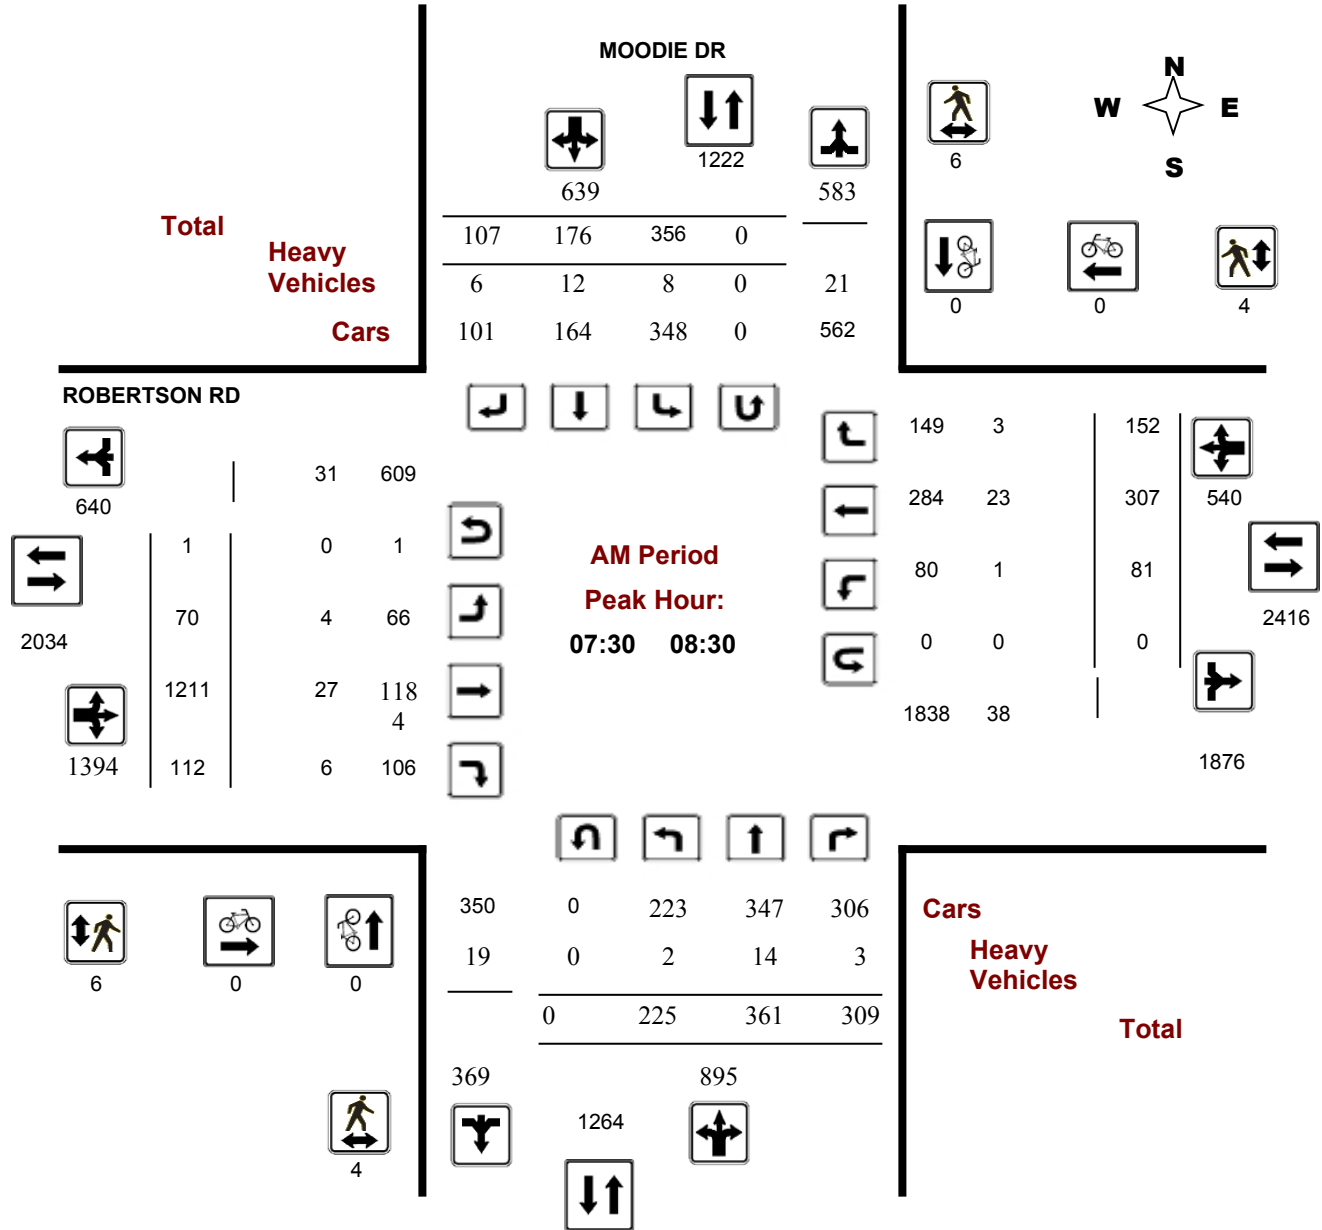 MOODIE DR
N
W E
S
1222
6
639 583
Total
107 176 356 0
Heavy
Vehicles
6 12 8 0 21
0 0 4
Cars
101 164 348 0 562
ROBERTSON RD
149 3 152
31 609
640
284 23 307 540
1 0 1
AM Period
80 1 81
Peak Hour:
70 4 66
2416
2034
07:30 08:30
0 0 0
1211 27 118
4
1838 38
1394 112 6 106
1876
350 0 223 347 306
Cars
19 0 2 14 3
Heavy
Vehicles
6 0 0
0 225 361 309
Total
369 895
1264
4